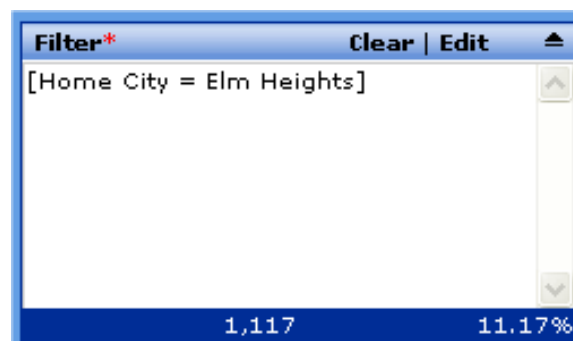 Filter* Clear | Edit
[Home City = Elm Heights]
1,117 11.17%